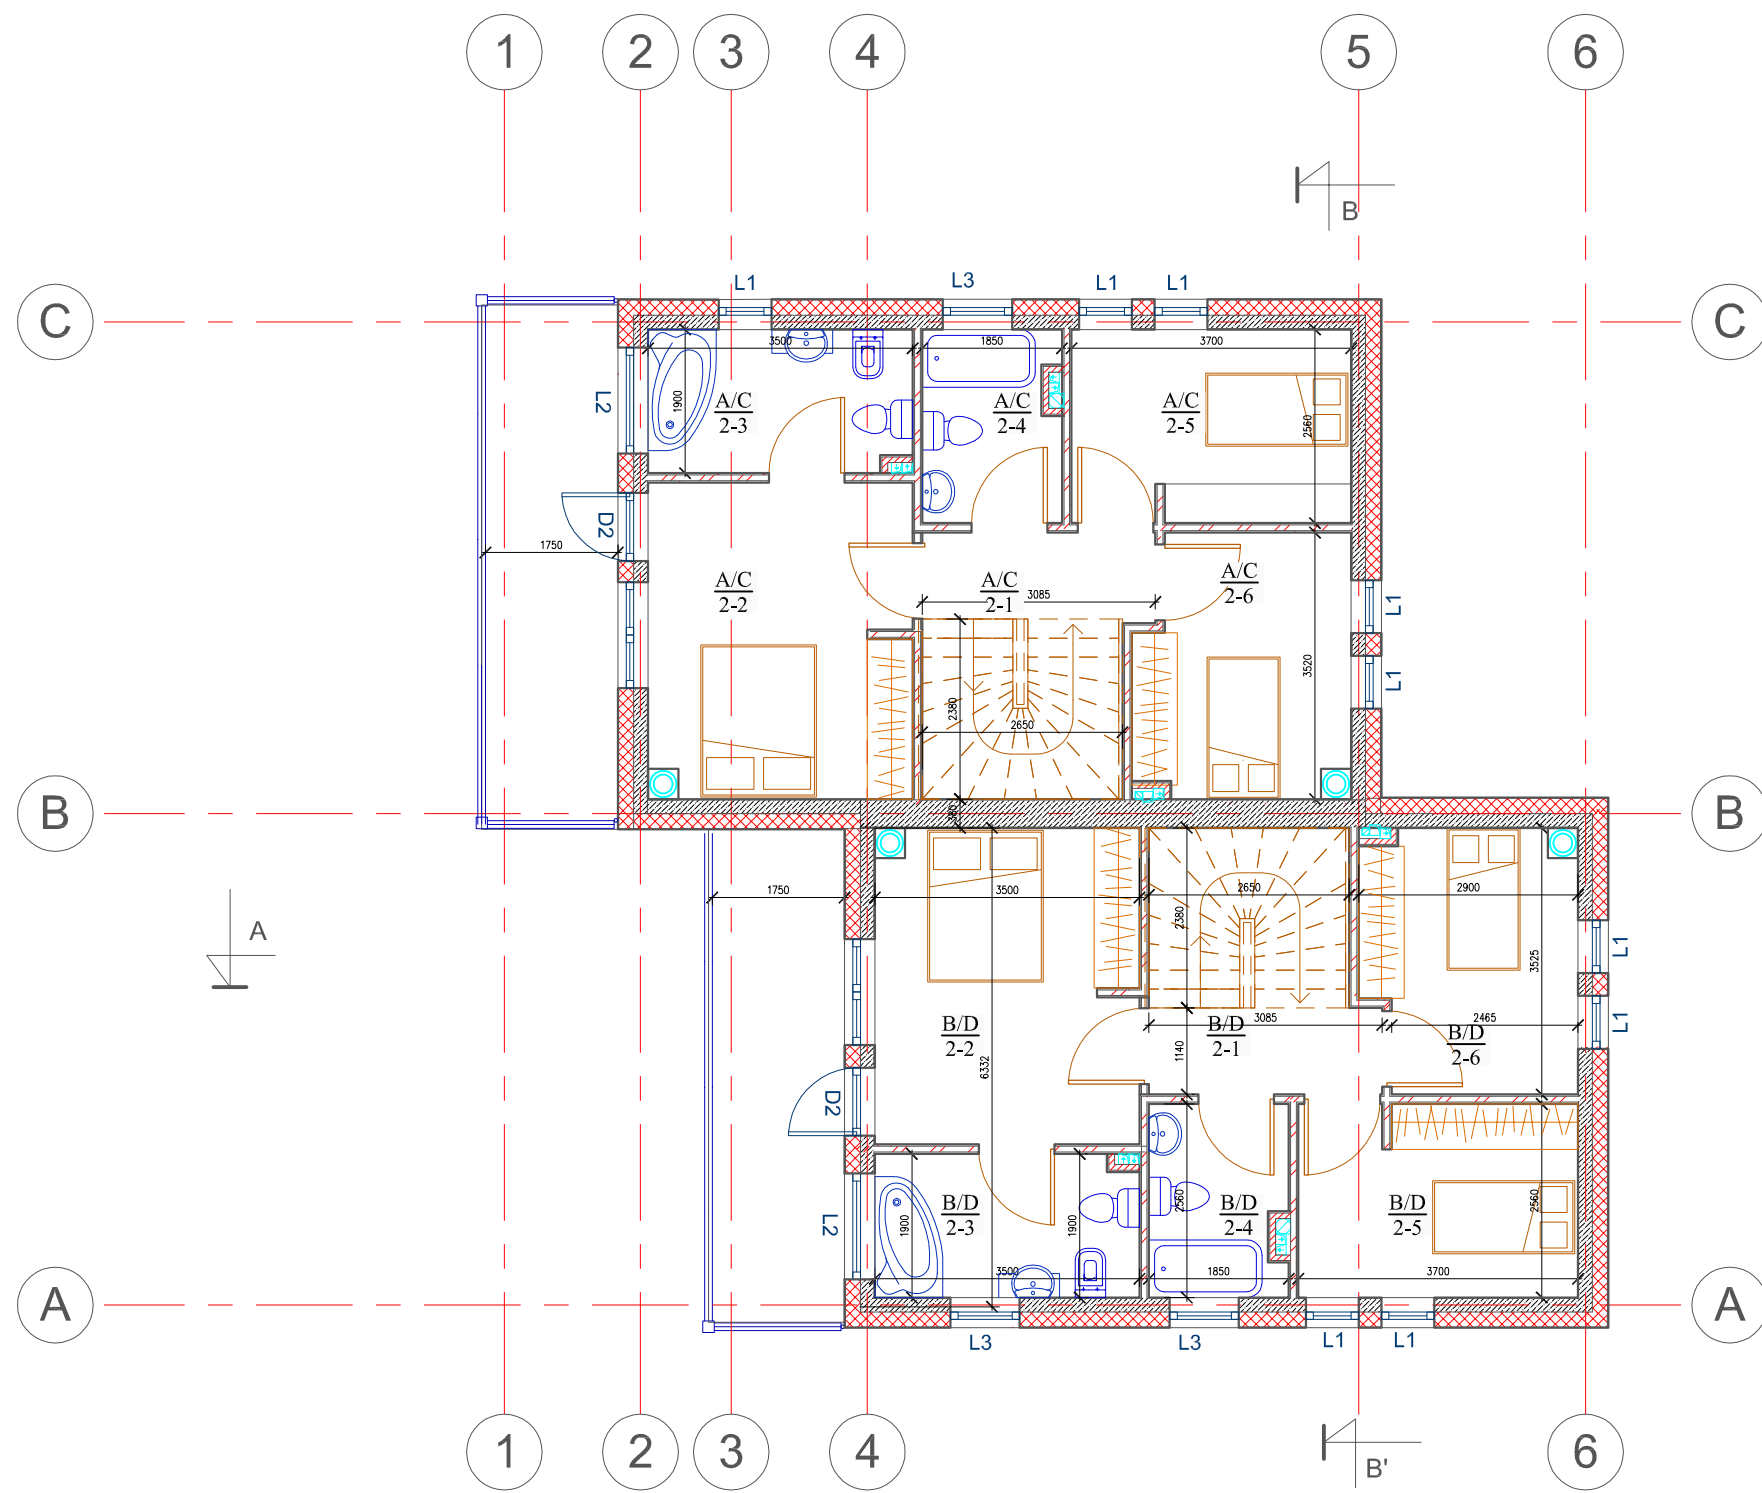 1 2 3 4 5 6
B
L1 L3 L1 L1
C C
3500 1850 3700
L2
1900
A/C
2-3
A/C
2-4
A/C
2-5
2560
D2
1750
A/C
2-2
A/C
2-1
3085
A/C
2-6
L1
3520
L1
2380
2650
B B
380
1750
3500
2650
2900
A
2380
L1
3525
L1
B/D
2-2
B/D
2-1
3085
2465
B/D
2-6
1140
6332
D2
L2
1900
B/D
2-3
1900
2560
B/D
2-4
B/D
2-5
2560
3500 1850 3700
A A
L3 L3 L1 L1
1 2 3 4 6
B'